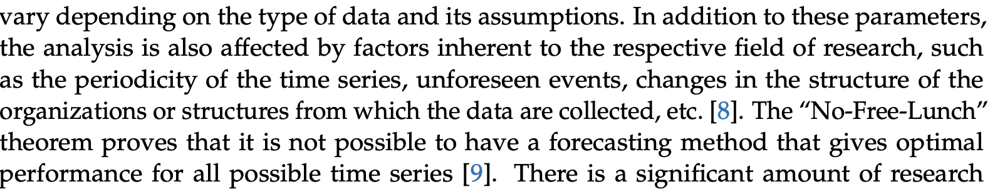 vary depending on the type of data and its assumptions. In addition to these parameters,
the analysis is also affected by factors inherent to the respective field of research, such
as the periodicity of the time series, unforeseen events, changes in the structure of the
organizations or structures from which the data are collected, etc. [8]. The “No-Free-Lunch”
theorem proves that it is not possible to have a forecasting method that gives optimal
performance for all possible time series [9]. There is a significant amount of research